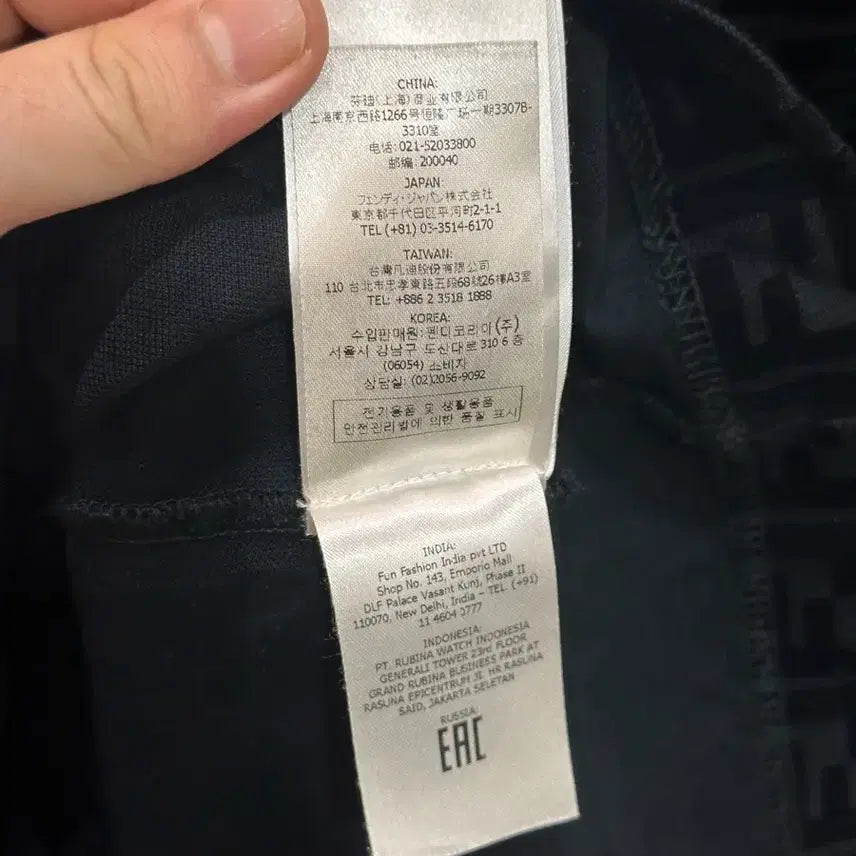 CHINA:
芬迪(上海)商业有限公司
上海南京西路1266号恒隆广场一期3307B-
3310室
电话: 021-52033800
邮编: 200040
JAPAN:
フェンディ・ジャパン株式会社
東京都千代田区平河町2-1-1
TEL (+81) 03-3514-6170
TAIWAN:
台灣凡迪股份有限公司
110 台北市忠孝東路五段68號26樓A3室
TEL: +886 2 3518 1888
KOREA:
수입판매원: 펜디코리아(주)
서울시 강남구 도산대로 310 6 층
(06054) 소비자
상담실: (02)2056-9092
전기용품 및 생활용품
안전관리법에 의한 품질 표시
INDIA:
Fun Fashion India pvt LTD
Shop No. 143, Emporio Mall
DLF Palace Vasant Kunj, Phase II
110070, New Delhi, India – TEL. (+91)
11 4604 0777
INDONESIA:
PT. RUBINA WATCH INDONESIA
GENERALI TOWER 23rd FLOOR
GRAND RUBINA BUSINESS PARK AT
RASUNA EPICENTRUM Jl. HR RASUNA
SAID, JAKARTA SELETAN
RUSSIA:
EAC